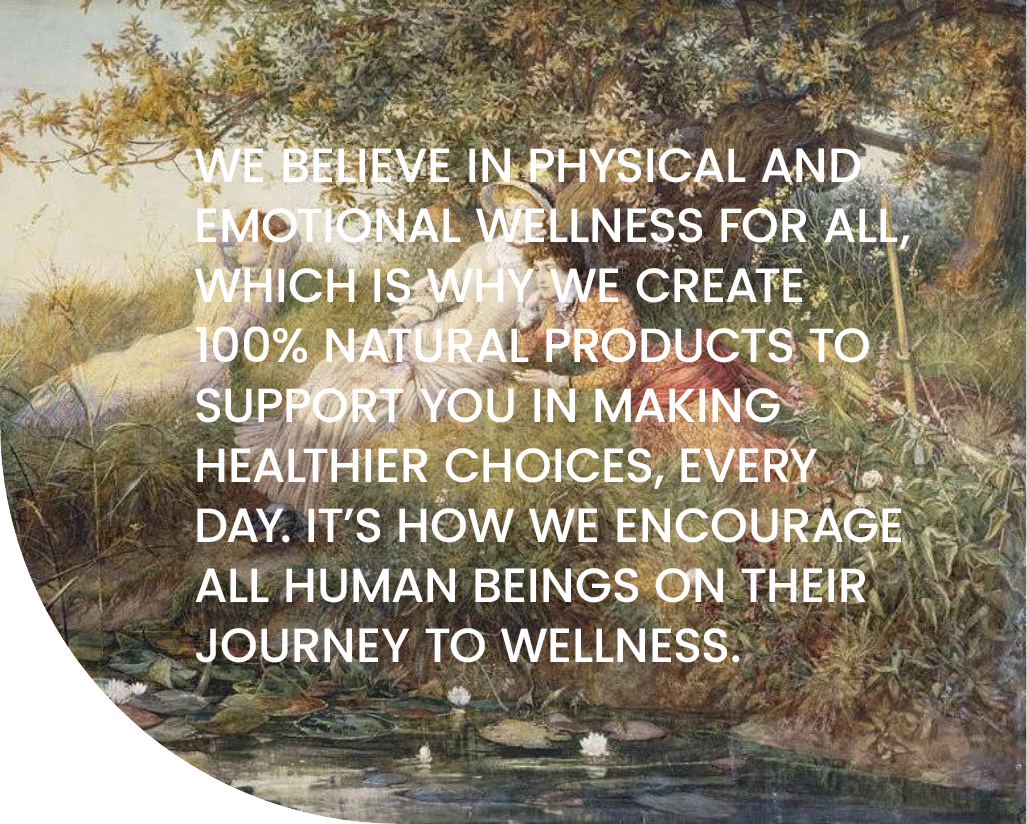 WE BELIEVE IN PHYSICAL AND
EMOTIONAL WELLNESS FOR ALL,
WHICH IS WHY WE CREATE
100% NATURAL PRODUCTS TO
SUPPORT YOU IN MAKING
HEALTHIER CHOICES, EVERY
DAY. IT’S HOW WE ENCOURAGE
ALL HUMAN BEINGS ON THEIR
JOURNEY TO WELLNESS.